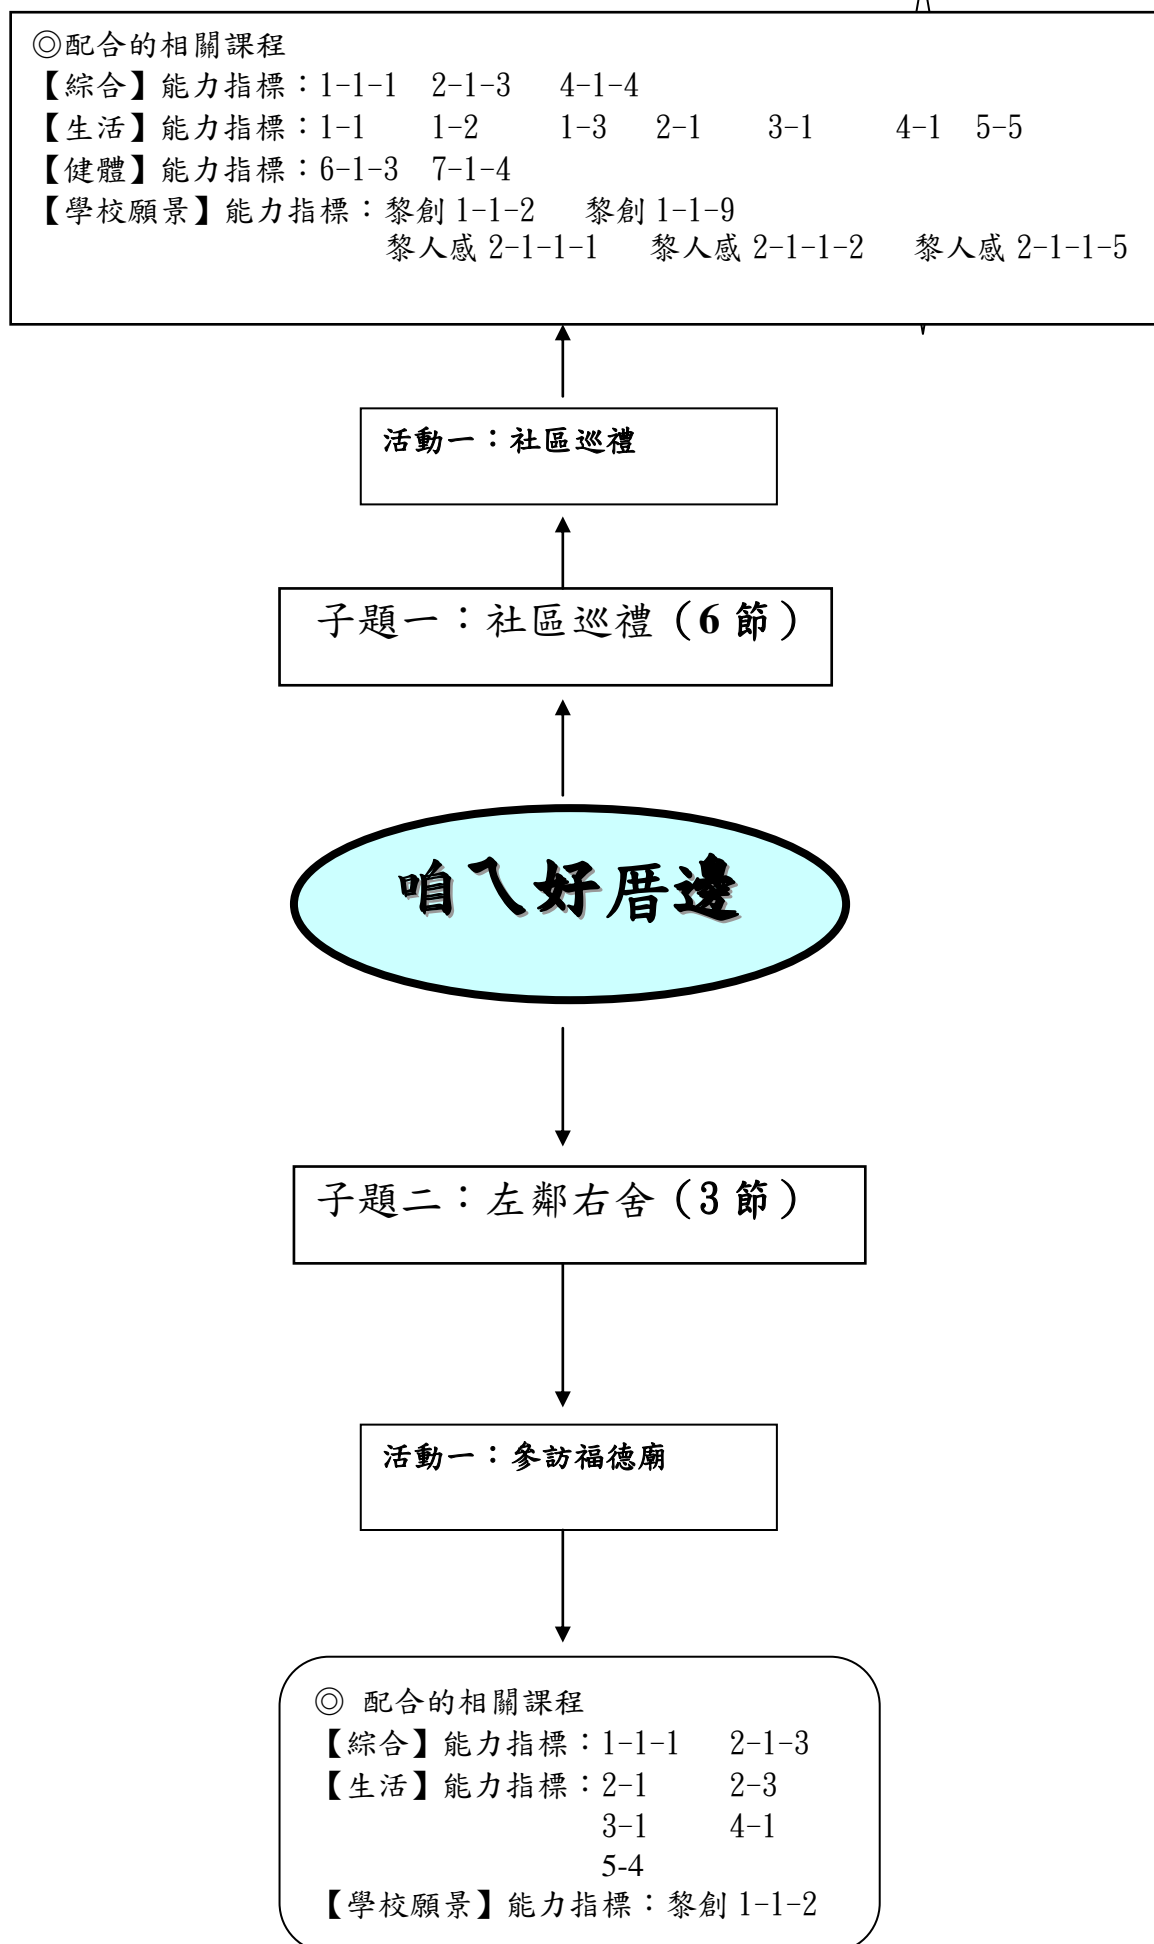 ◎配合的相關課程
【綜合】能力指標：1-1-1 2-1-3 4-1-4
【生活】能力指標：1-1 1-2 1-3 2-1 3-1 4-1 5-5
【健體】能力指標：6-1-3 7-1-4
【學校願景】能力指標：黎創 1-1-2 黎創 1-1-9
黎人感 2-1-1-1 黎人感 2-1-1-2 黎人感 2-1-1-5
活動一：社區巡禮
子題一：社區巡禮（6 節）
咱ㄟ好厝邊
子題二：左鄰右舍（3 節）
活動一：參訪福德廟
◎ 配合的相關課程
【綜合】能力指標：1-1-1 2-1-3
【生活】能力指標：2-1 2-3
3-1 4-1
5-4
【學校願景】能力指標：黎創 1-1-2